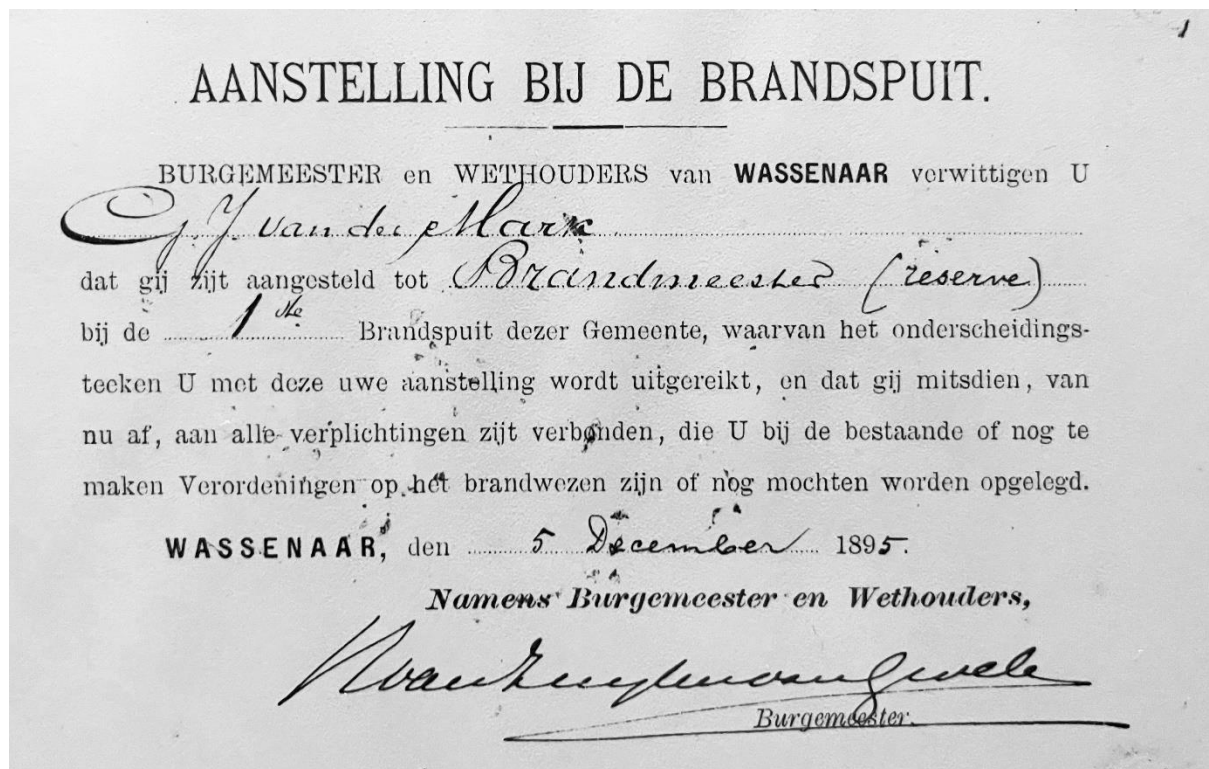 1
AANSTELLING BIJ DE BRANDSPUIT.
BURGEMEESTER en WETHOUDERS van WASSENAAR verwittigen U
G. J. van der Mark
dat gij zijt aangesteld tot Brandmeester (reserve)
bij de 1ste Brandspuit dezer Gemeente, waarvan het onderscheidings-
teeken U met deze uwe aanstelling wordt uitgereikt, en dat gij mitsdien, van
nu af, aan alle verplichtingen zijt verbonden, die U bij de bestaande of nog te
maken Verordeningen op het brandwezen zijn of nog mochten worden opgelegd.
WASSENAAR, den 5 December 1895.
Namens Burgemeester en Wethouders,
van Zuylen van
Burgemeester.